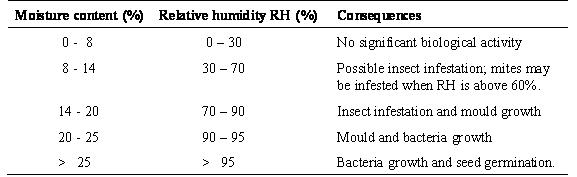 Moisture content (%) Relative humidity RH (%) Consequences
0 - 8 0 – 30 No significant biological activity
8 - 14 30 – 70 Possible insect infestation; mites may
be infested when RH is above 60%.
14 - 20 70 – 90 Insect infestation and mould growth
20 - 25 90 – 95 Mould and bacteria growth
> 25 > 95 Bacteria growth and seed germination.